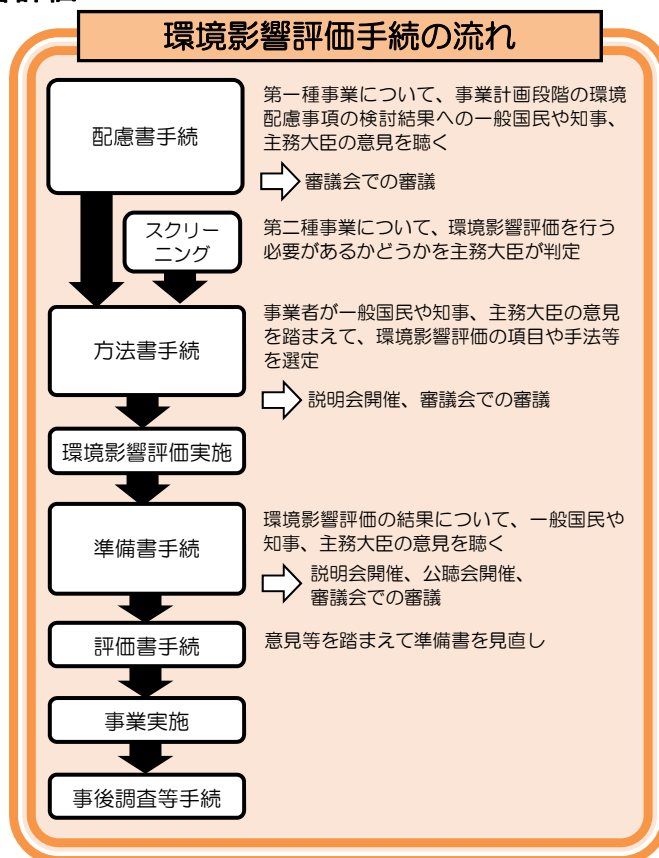 環境影響評価手続の流れ
配慮書手続
第一種事業について、事業計画段階の環境
配慮事項の検討結果への一般国民や知事、
主務大臣の意見を聴く
審議会での審議
スクリー
ニング
第二種事業について、環境影響評価を行う
必要があるかどうかを主務大臣が判定
方法書手続
事業者が一般国民や知事、主務大臣の意見
を踏まえて、環境影響評価の項目や手法等
を選定
説明会開催、審議会での審議
環境影響評価実施
準備書手続
環境影響評価の結果について、一般国民や
知事、主務大臣の意見を聴く
説明会開催、公聴会開催、
審議会での審議
評価書手続
意見等を踏まえて準備書を見直し
事業実施
事後調査等手続